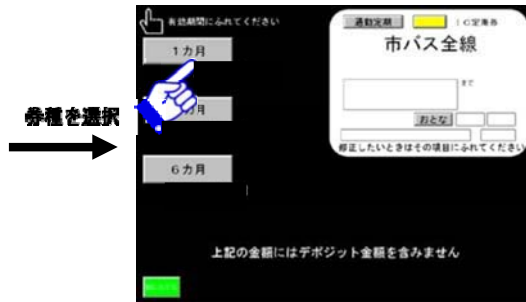 有効期間にふれてください
1カ月
カ月
6カ月
券種を選択
通勤定期
IC定期券
市バス全線
まで
おとな
修正したいときはその項目にふれてください
上記の金額にはデポジット金額を含みません